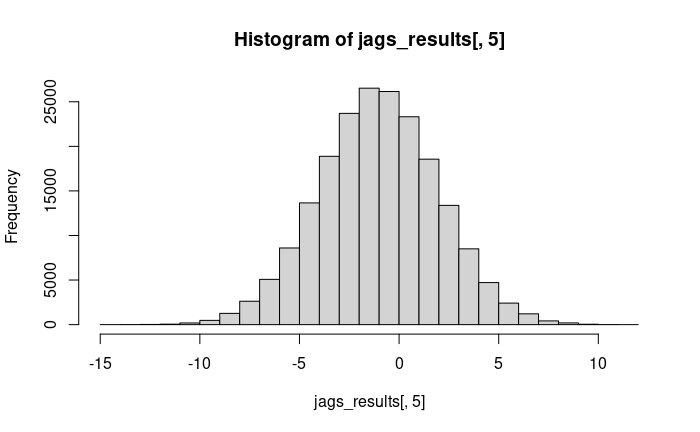 Histogram of jags_results[, 5]
Frequency
25000
15000
5000
0
-15 -10 -5 0 5 10
jags_results[, 5]